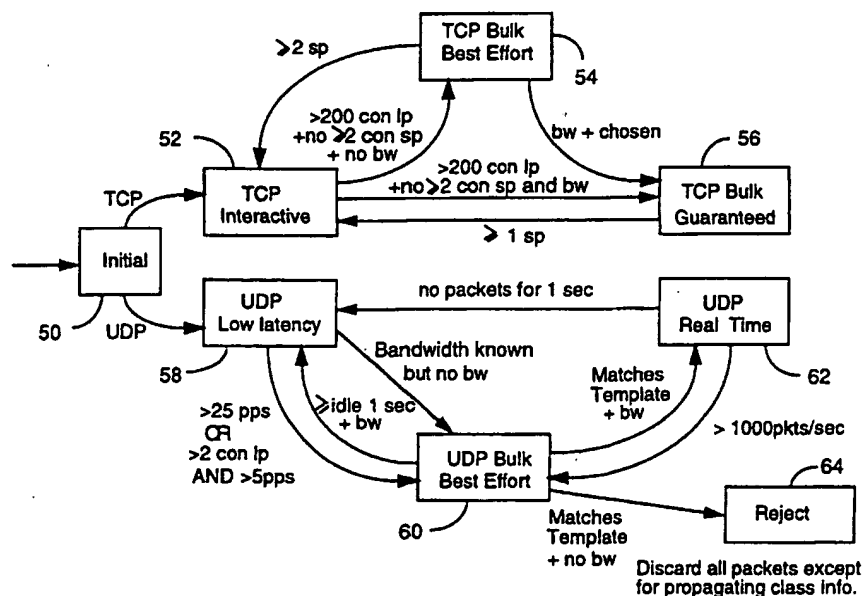 TCP Bulk
Best Effort
54
⩾2 sp
>200 con lp
+no ⩾2 con sp
+ no bw
bw + chosen
52
56
TCP
TCP
Interactive
>200 con lp
+no ⩾2 con sp and bw
TCP Bulk
Guaranteed
⩾ 1 sp
Initial
50
UDP
UDP
Low latency
58
no packets for 1 sec
UDP
Real Time
62
Bandwidth known
but no bw
⩾idle 1 sec
+ bw
>25 pps
OR
>2 con lp
AND >5pps
Matches
Template
+ bw
> 1000pkts/sec
UDP Bulk
Best Effort
60
Matches
Template
+ no bw
64
Reject
Discard all packets except
for propagating class info.